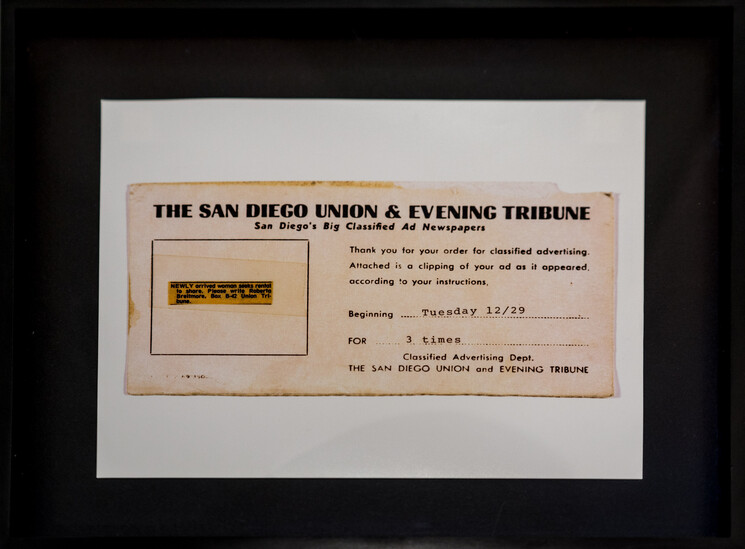 THE SAN DIEGO UNION & EVENING TRIBUNE
San Diego's Big Classified Ad Newspapers
NEWLY arrived woman seeks rental
to share. Please write Roberta
Breitmore, Box B-42 Union Tri-
bune.
Thank you for your order for classified advertising.
Attached is a clipping of your ad as it appeared,
according to your instructions.
Beginning Tuesday 12/29
FOR 3 times
Classified Advertising Dept.
THE SAN DIEGO UNION and EVENING TRIBUNE